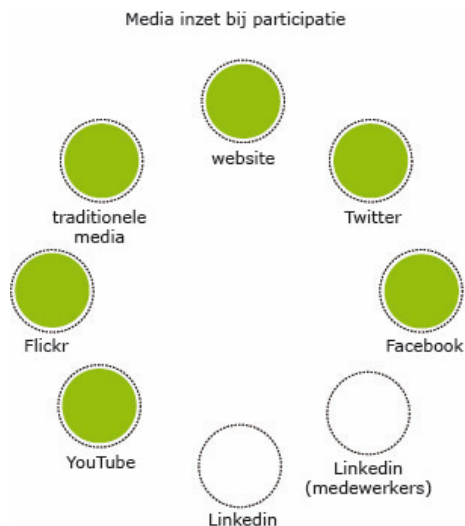 Media inzet bij participatie
website
traditionele
media
Twitter
Flickr
Facebook
YouTube
Linkedin
(medewerkers)
Linkedin